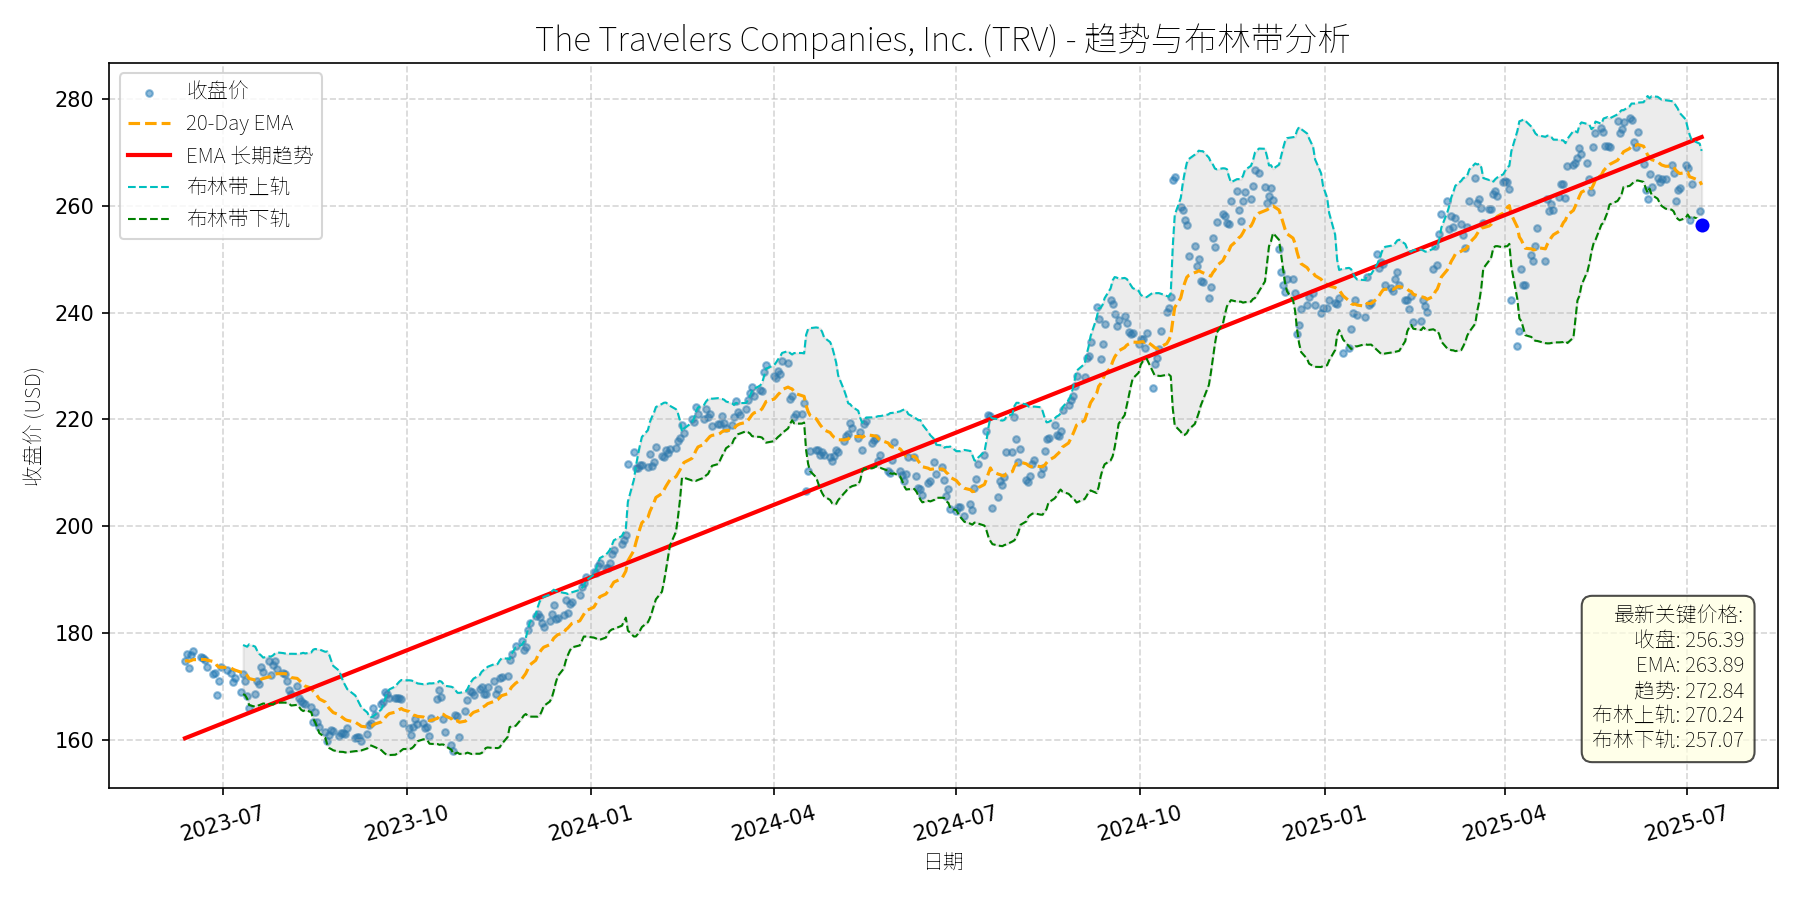 The Travelers Companies, Inc. (TRV) - 趋势与布林带分析
收盘价 (USD)
280
260
240
220
200
180
160
收盘价
20-Day EMA
EMA 长期趋势
布林带上轨
布林带下轨
最新关键价格:
收盘: 256.39
EMA: 263.89
趋势: 272.84
布林上轨: 270.24
布林下轨: 257.07
2023-07
2023-10
2024-01
2024-04
2024-07
2024-10
2025-01
2025-04
2025-07
日期